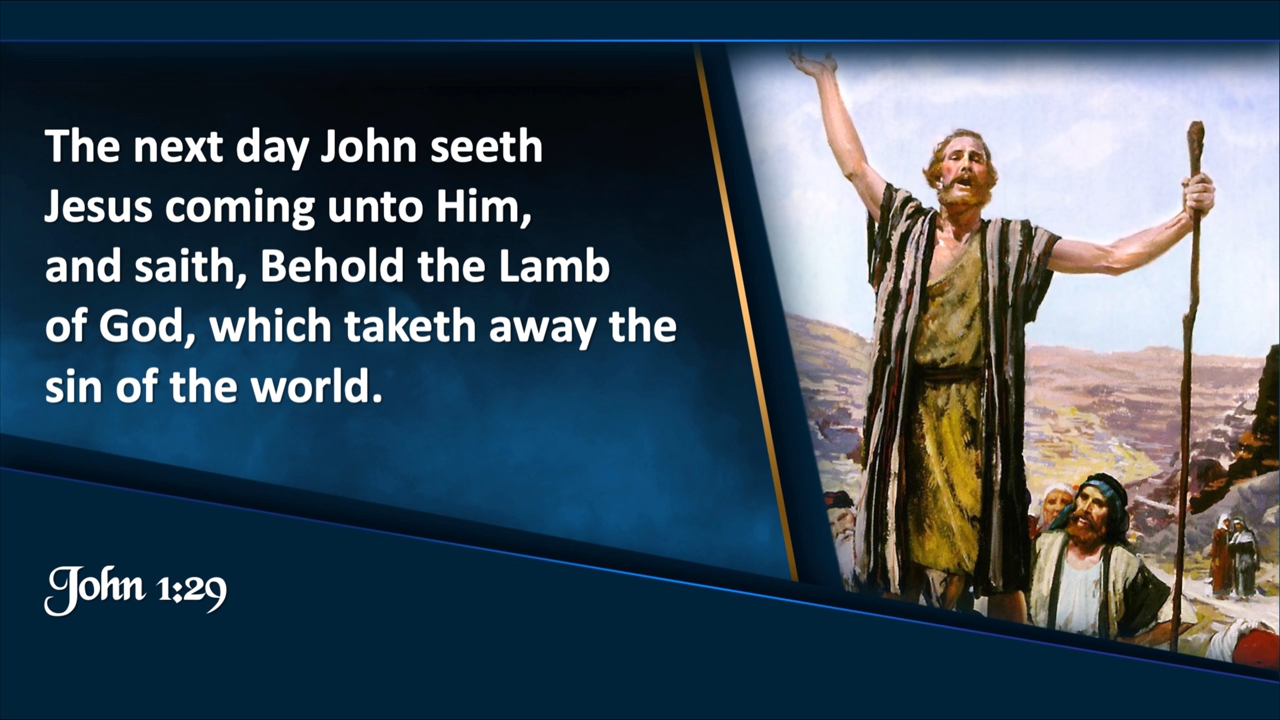 The next day John seeth
Jesus coming unto Him,
and saith, Behold the Lamb
of God, which taketh away the
sin of the world.
John 1:29